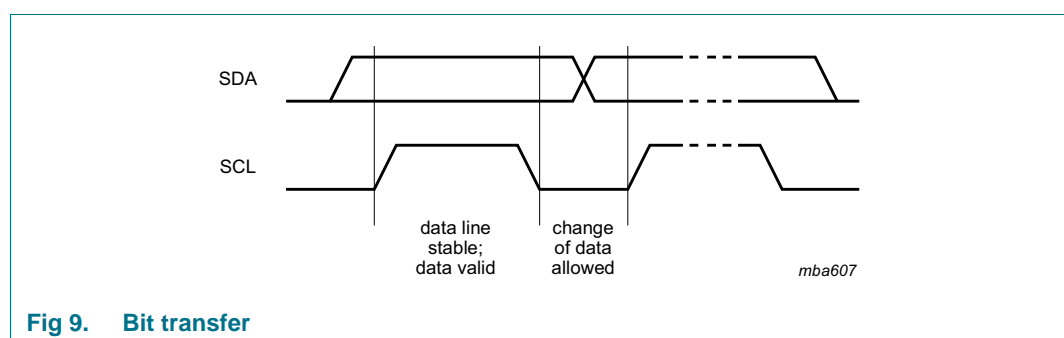 SDA
SCL
data line
stable;
data valid
change
of data
allowed
mba607
Fig 9. Bit transfer